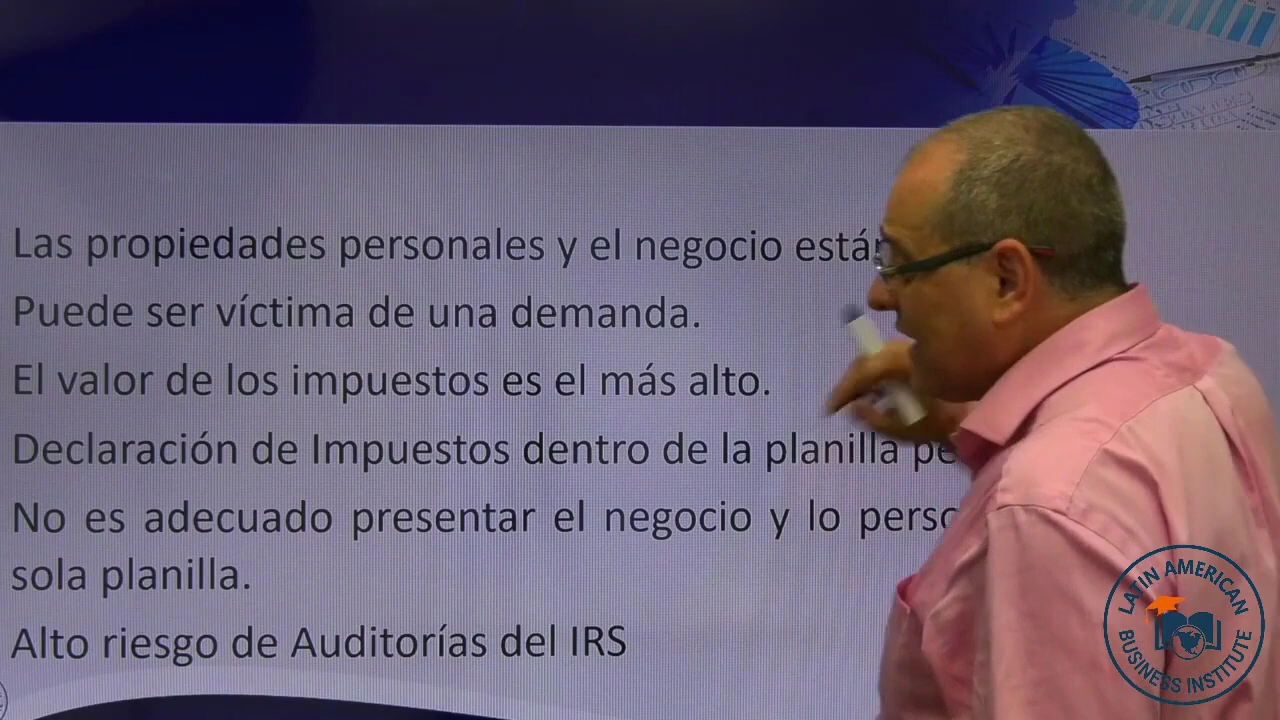 Las propiedades personales y el negocio
Puede ser víctima de una demanda.
El valor de los impuestos es el más alto.
Declaración de Impuestos dentro de la planilla
No es adecuado presentar el negocio y lo
sola planilla.
Alto riesgo de Auditorías del IRS
LATIN AMERICAN
BUSINESS INSTITUTE